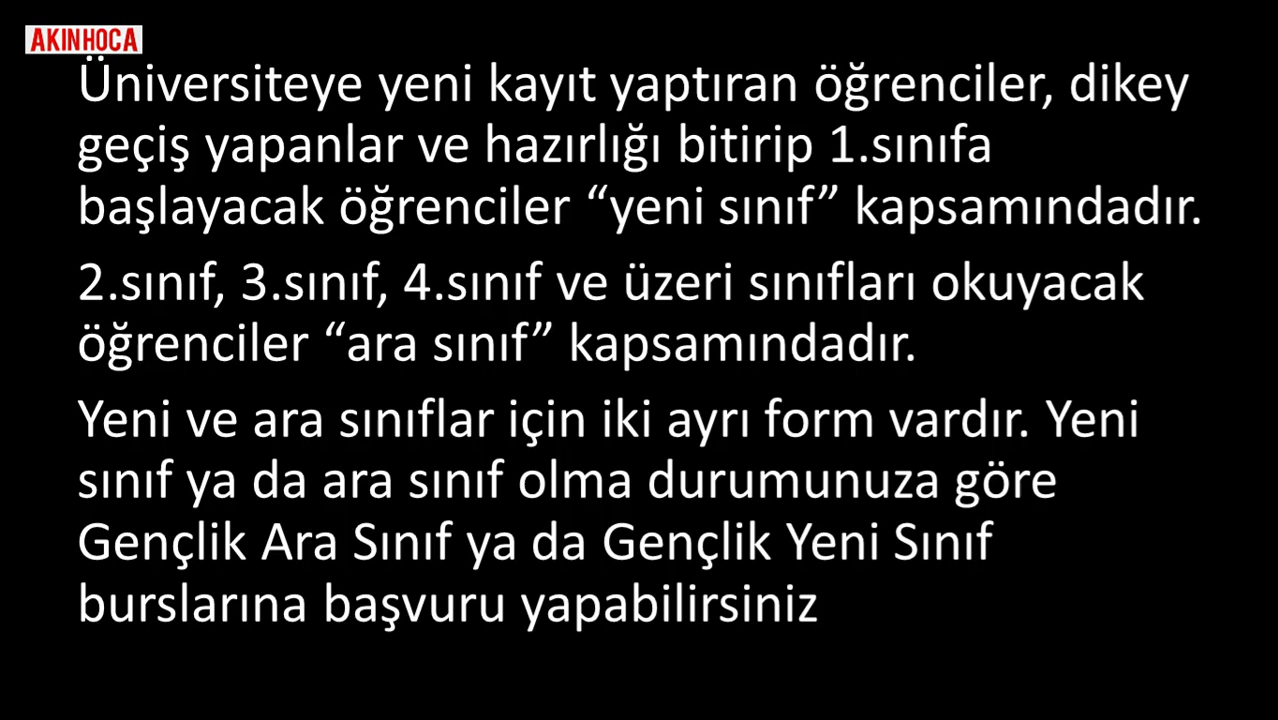 AKINHOCA
Üniversiteye yeni kayıt yaptıran öğrenciler, dikey
geçiş yapanlar ve hazırlığı bitirip 1.sınıfa
başlayacak öğrenciler “yeni sınıf” kapsamındadır.
2.sınıf, 3.sınıf, 4.sınıf ve üzeri sınıfları okuyacak
öğrenciler “ara sınıf” kapsamındadır.
Yeni ve ara sınıflar için iki ayrı form vardır. Yeni
sınıf ya da ara sınıf olma durumunuza göre
Gençlik Ara Sınıf ya da Gençlik Yeni Sınıf
burslarına başvuru yapabilirsiniz